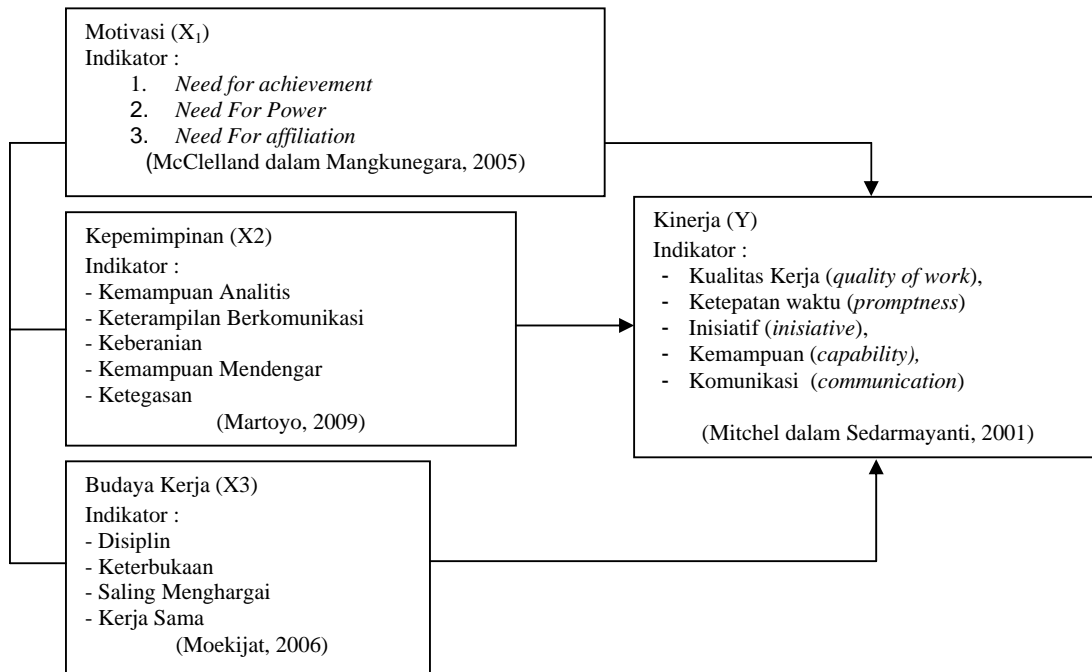 Motivasi (X1)
Indikator :
1. Need for achievement
2. Need For Power
3. Need For affiliation
(McClelland dalam Mangkunegara, 2005)
Kepemimpinan (X2)
Indikator :
- Kemampuan Analitis
- Keterampilan Berkomunikasi
- Keberanian
- Kemampuan Mendengar
- Ketegasan
(Martoyo, 2009)
Budaya Kerja (X3)
Indikator :
- Disiplin
- Keterbukaan
- Saling Menghargai
- Kerja Sama
(Moekijat, 2006)
Kinerja (Y)
Indikator :
- Kualitas Kerja (quality of work),
- Ketepatan waktu (promptness)
- Inisiatif (inisiative),
- Kemampuan (capability),
- Komunikasi (communication)
(Mitchel dalam Sedarmayanti, 2001)